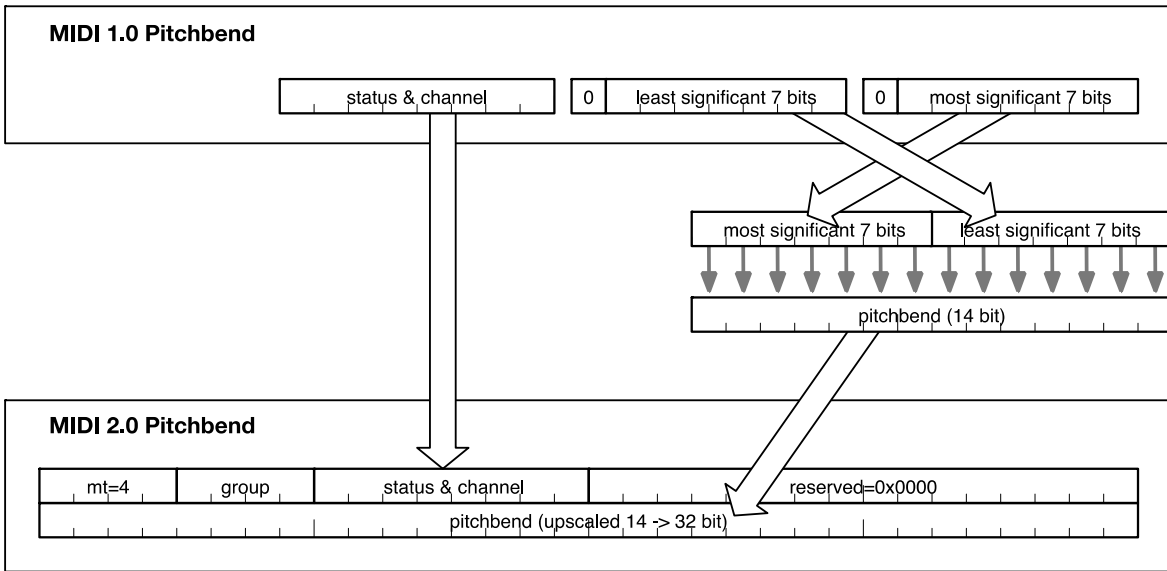 MIDI 1.0 Pitchbend
status & channel 0 least significant 7 bits 0 most significant 7 bits
most significant 7 bits least significant 7 bits
pitchbend (14 bit)
MIDI 2.0 Pitchbend
mt=4 group status & channel reserved=0x0000
pitchbend (upscaled 14 -> 32 bit)